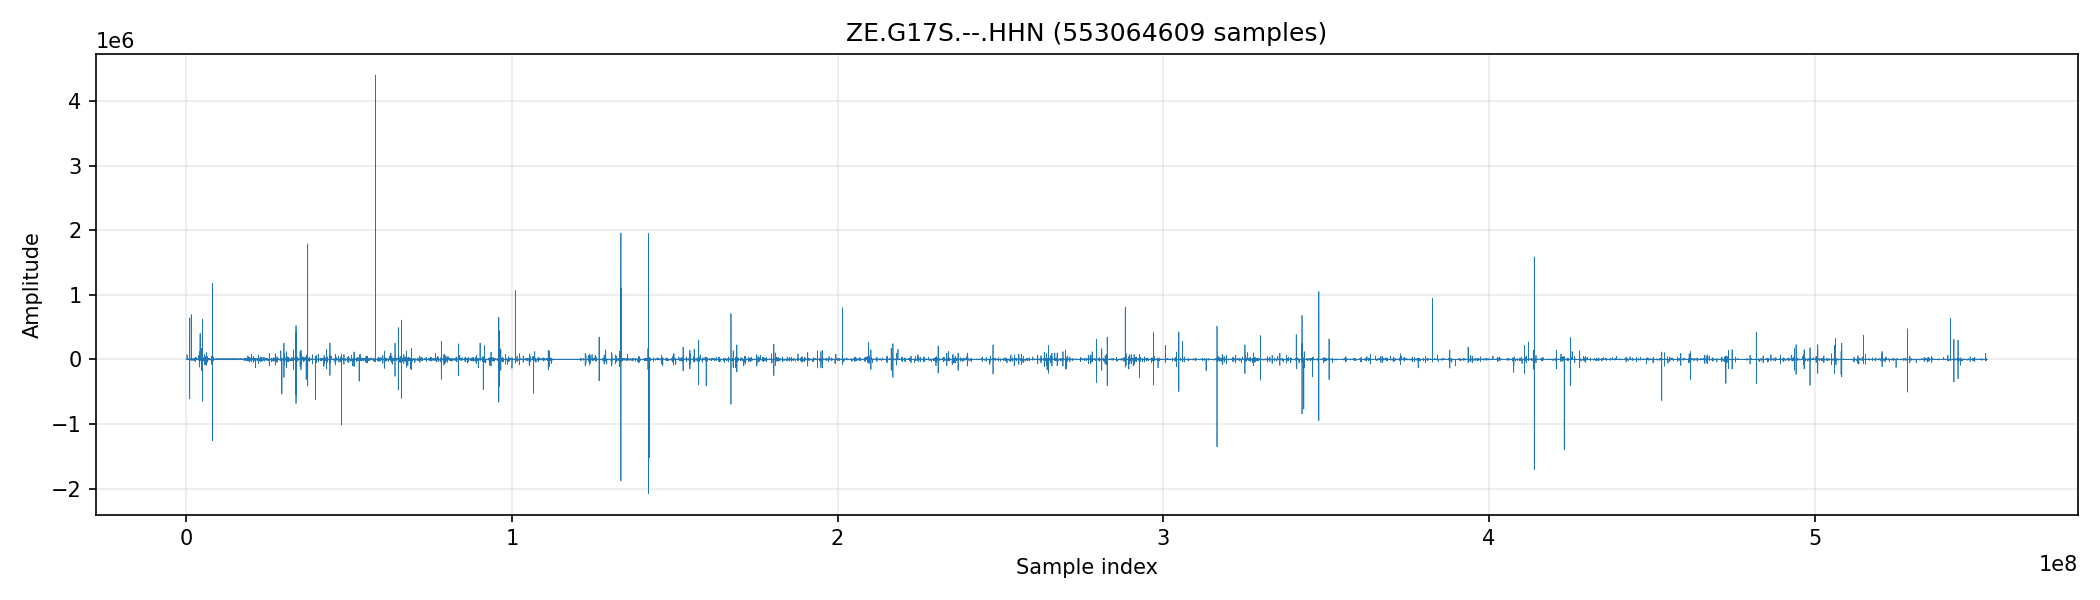 ZE.G17S.--.HHN (553064609 samples)
1e6
4
3
2
1
0
−1
−2
Amplitude
0 1 2 3 4 5
Sample index
1e8